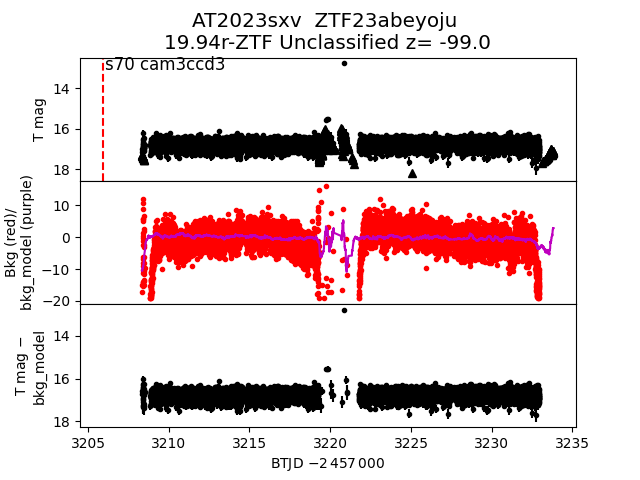 AT2023sxv  ZTF23abeyoju
19.94r-ZTF Unclassified z= -99.0
s70 cam3ccd3
T mag
14
16
18
Bkg (red)/
bkg_model (purple)
10
0
−10
−20
T mag −
bkg_model
14
16
18
3205
3210
3215
3220
3225
3230
3235
BTJD −2 457 000